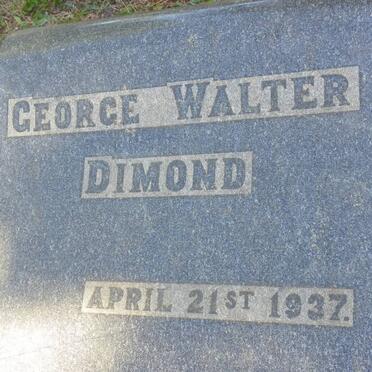 GEORGE WALTER
DIMOND
APRIL 21ST 1937.